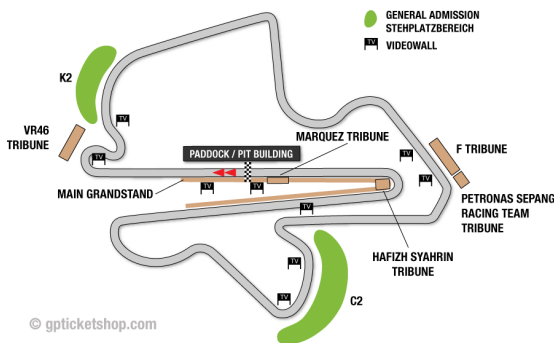 GENERAL ADMISSION
STEHPLATZBEREICH
TV
VIDEOWALL
K2
TV
VR46
TRIBUNE
TV
PADDOCK / PIT BUILDING
MARQUEZ TRIBUNE
TV
F TRIBUNE
MAIN GRANDSTAND
TV
TV
TV
TV
PETRONAS SEPANG
RACING TEAM
TRIBUNE
HAFIZH SYAHRIN
TRIBUNE
TV
C2
TV
© gpticketshop.com